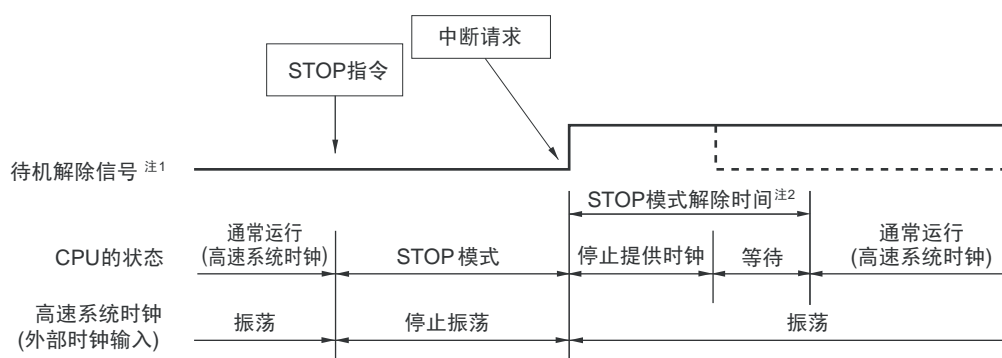 中断请求
STOP指令
待机解除信号 注1
STOP模式解除时间注2
CPU的状态
通常运行
(高速系统时钟)
STOP模式
停止提供时钟
等待
通常运行
(高速系统时钟)
高速系统时钟
(外部时钟输入)
振荡
停止振荡
振荡